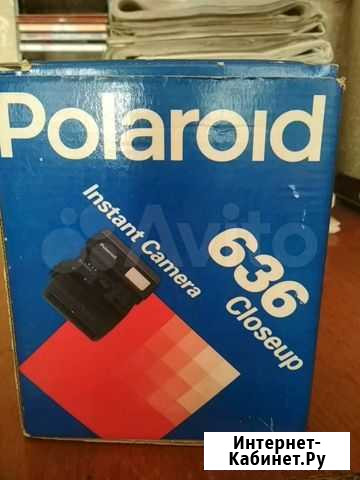 Polaroid
Instant Camera
636
Closeup
Avito
Интернет-
Кабинет.Ру